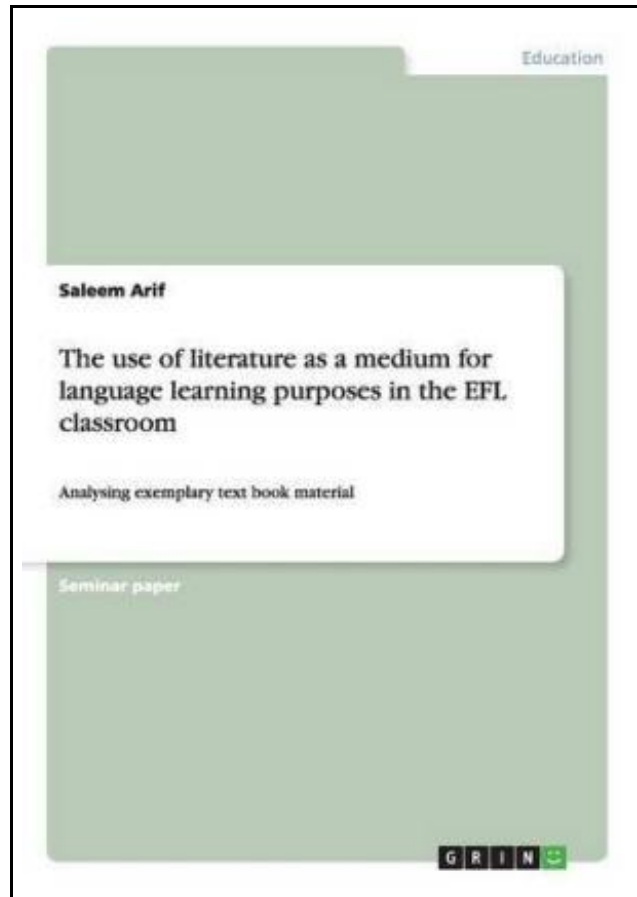 Education
Saleem Arif
The use of literature as a medium for
language learning purposes in the EFL
classroom
Analysing exemplary text book material
Seminar paper
GRIN